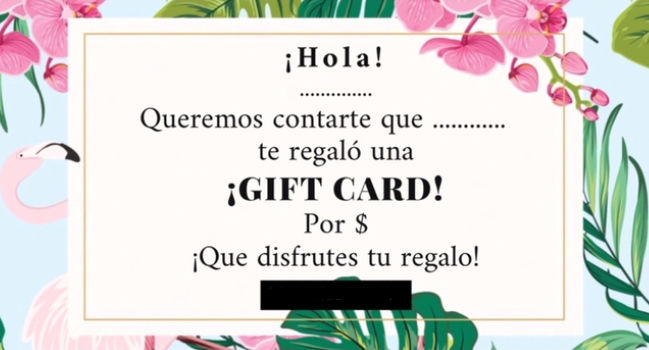 ¡Hola!
..............
Queremos contarte que ............
te regaló una
¡GIFT CARD!
Por $
¡Que disfrutes tu regalo!